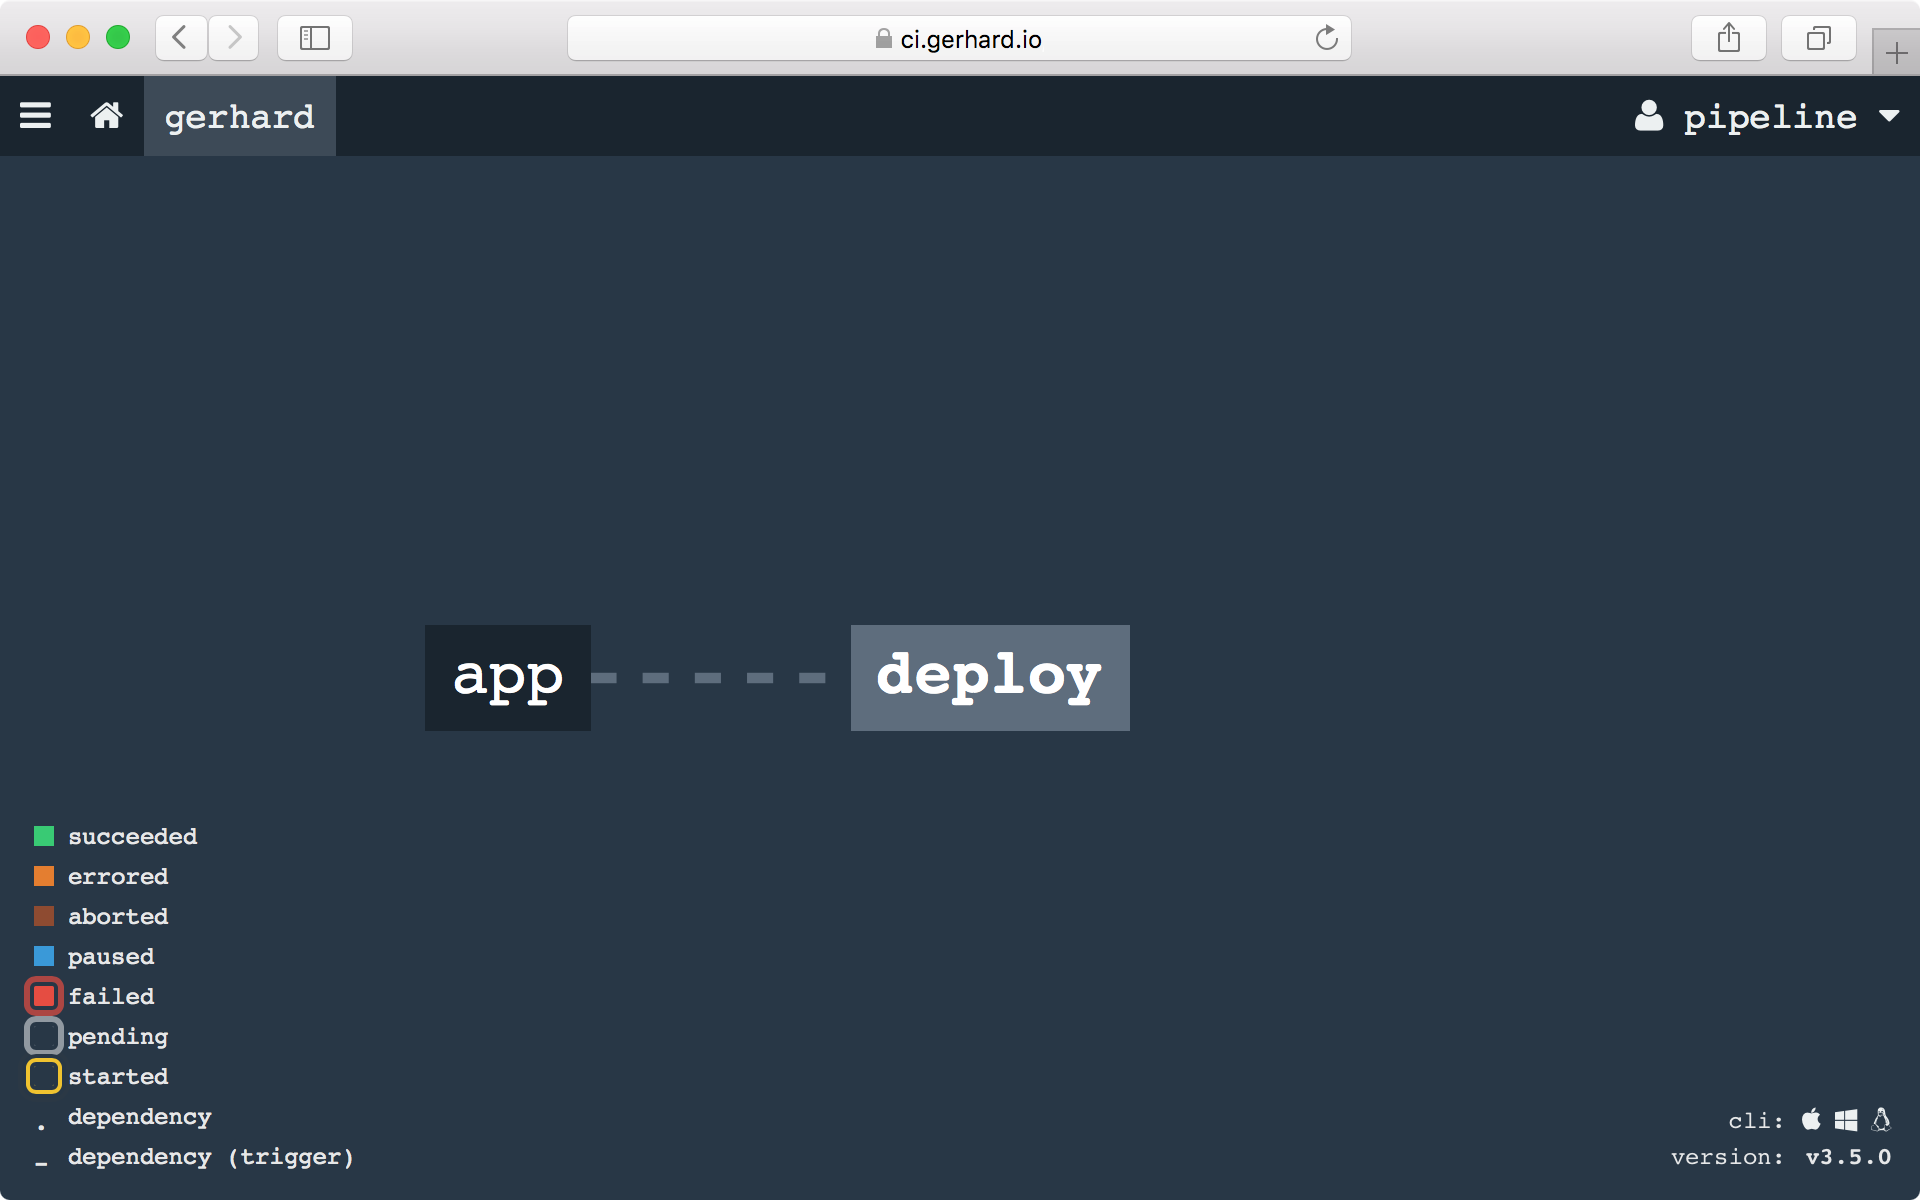 ci.gerhard.io
gerhard
pipeline
app
deploy
succeeded
errored
aborted
paused
failed
pending
started
. dependency
- dependency (trigger)
cli:
version: v3.5.0